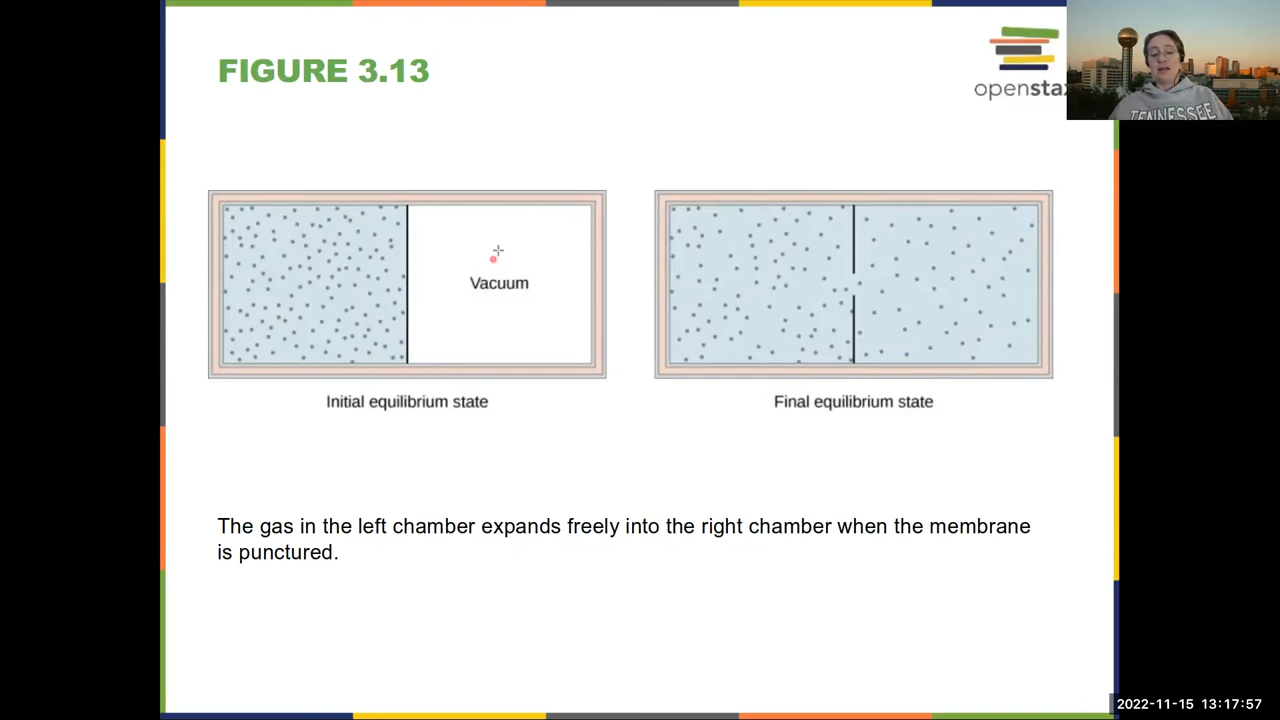 FIGURE 3.13
openstax
TENNESSEE
Vacuum
Initial equilibrium state
Final equilibrium state
The gas in the left chamber expands freely into the right chamber when the membrane
is punctured.
2022-11-15 13:17:57